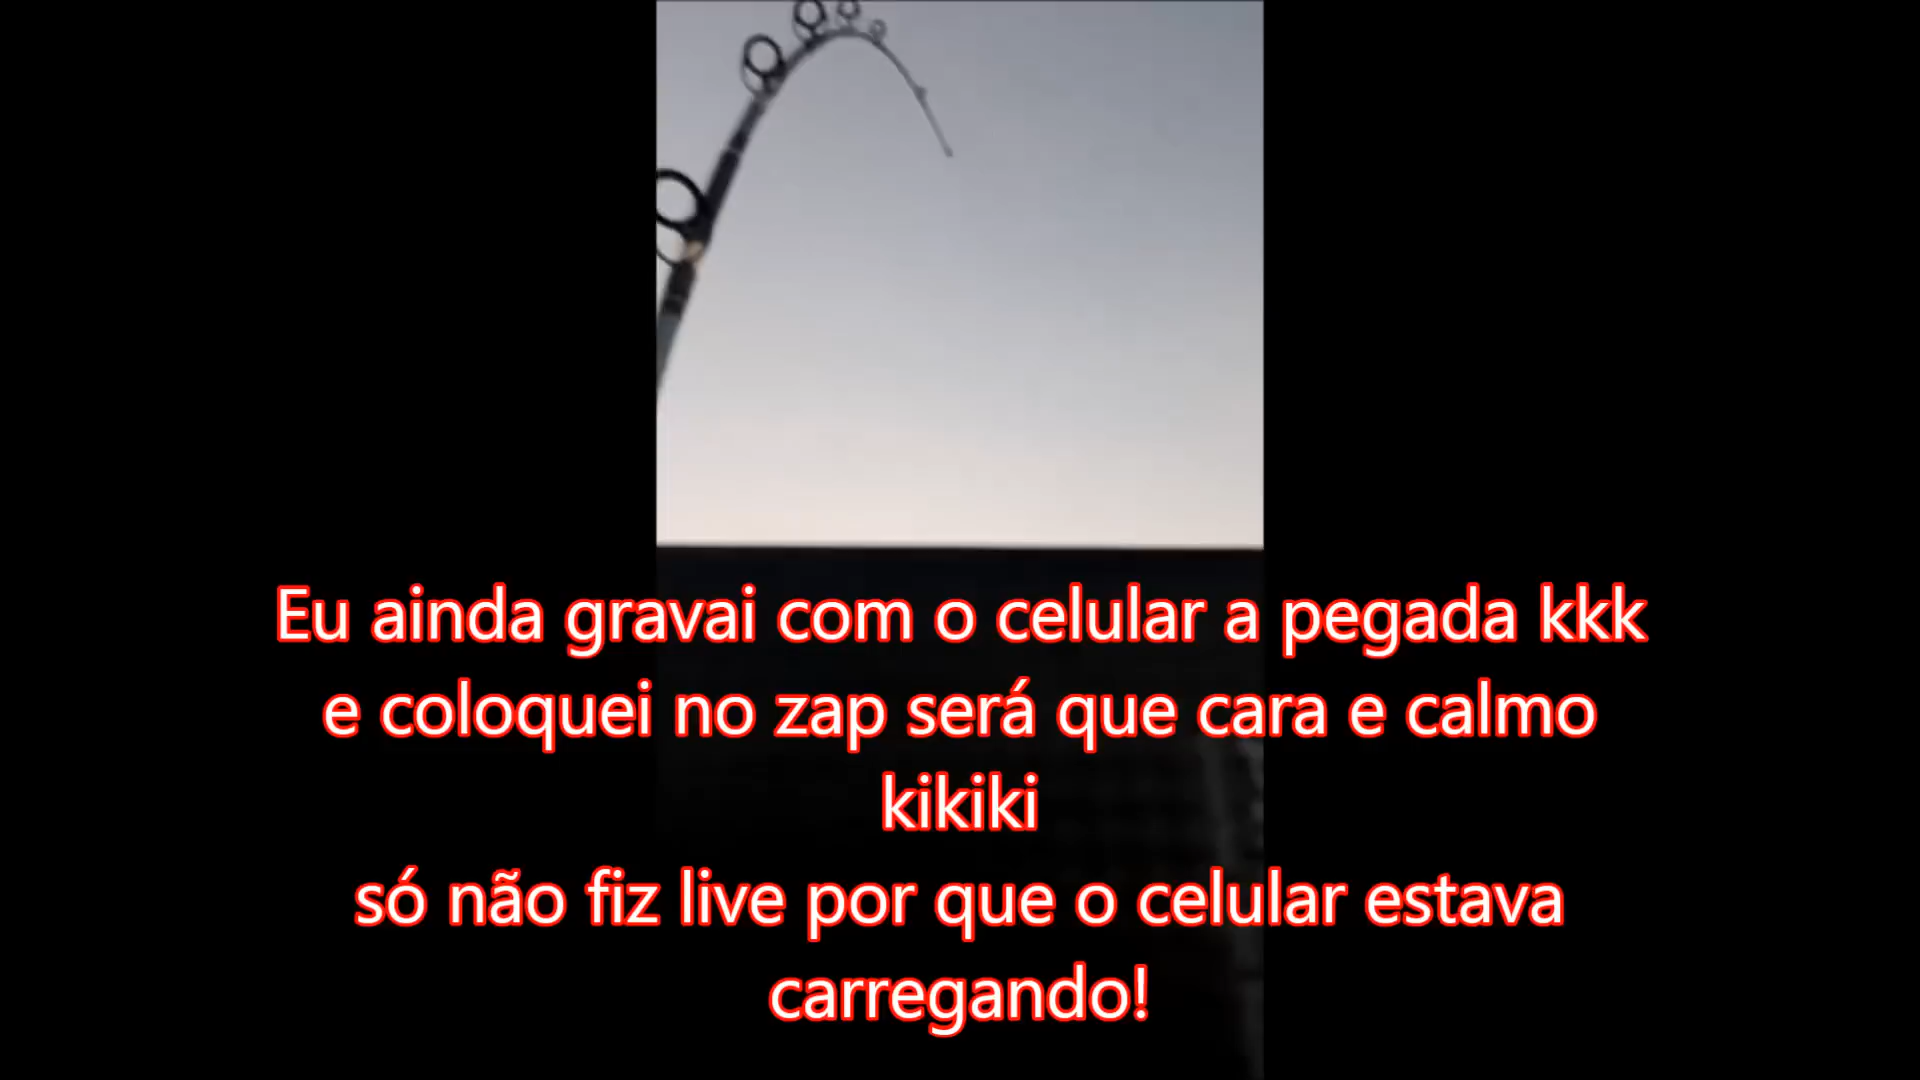 Eu ainda gravai com o celular a pegada kkk
e coloquei no zap será que cara e calmo
kikiki
só não fiz live por que o celular estava
carregando!